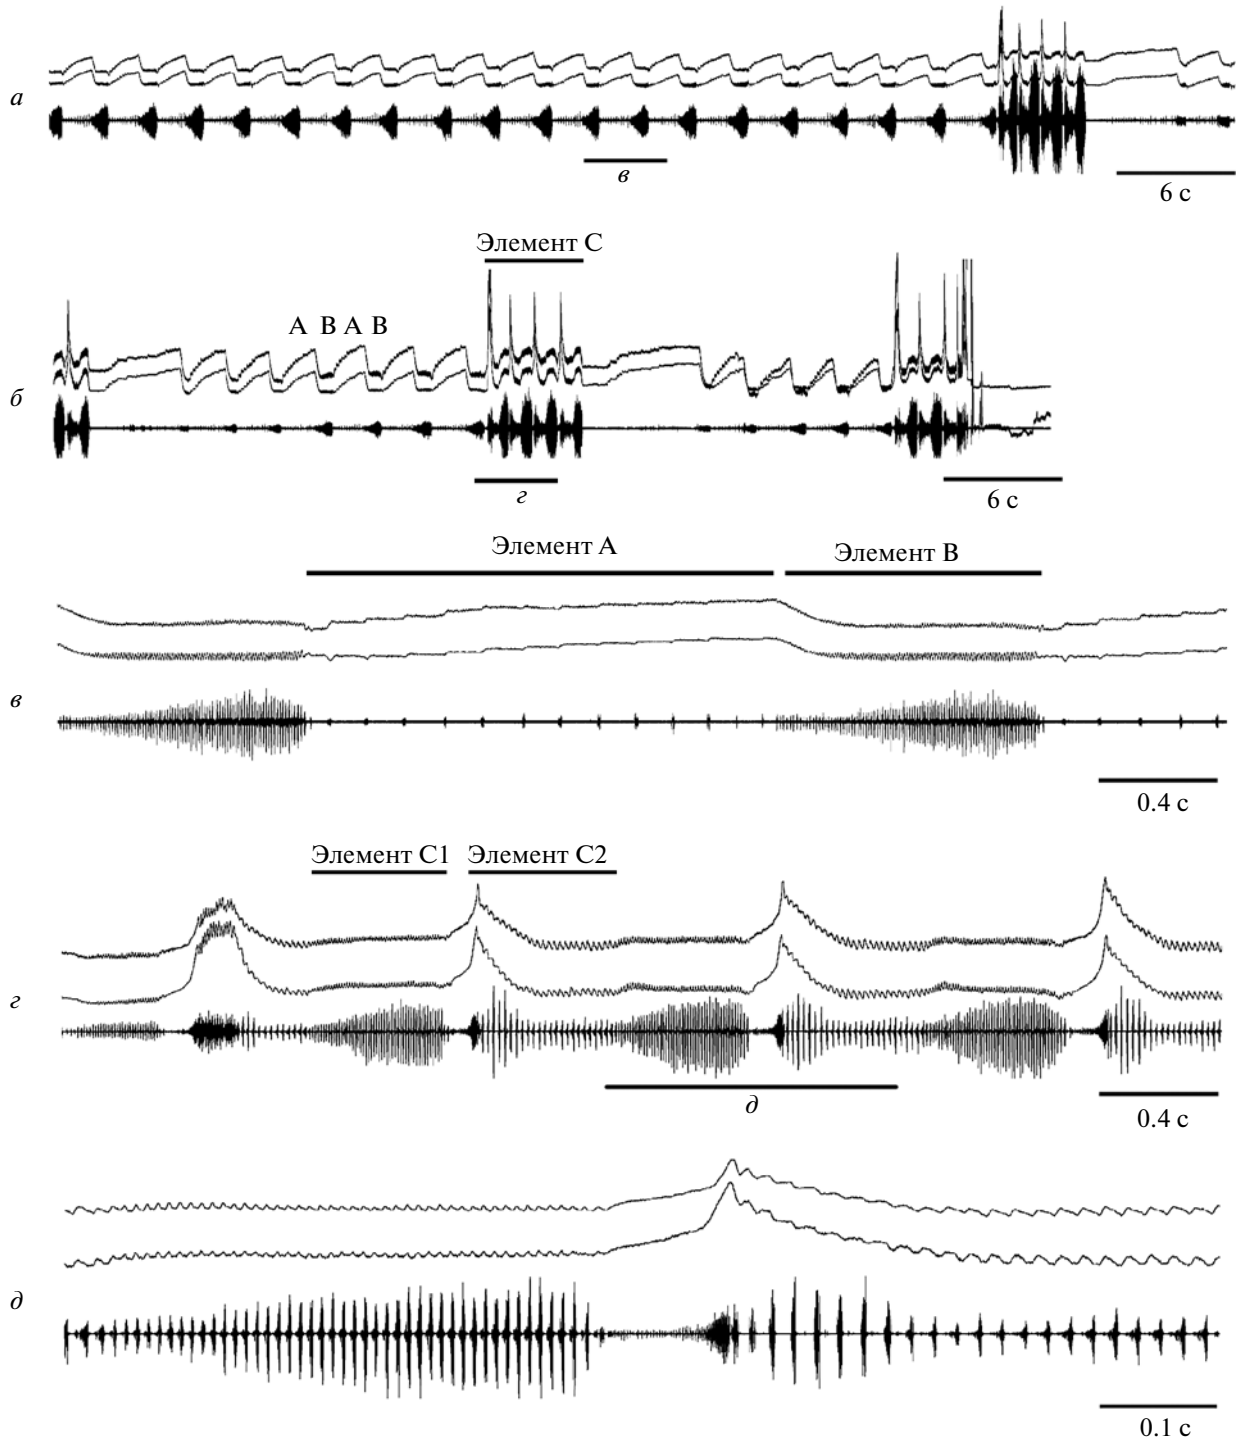 а
в
6 с
Элемент С
А В А В
б
г
6 с
Элемент А
Элемент В
в
0.4 с
Элемент С1
Элемент С2
г
д
0.4 с
д
0.1 с